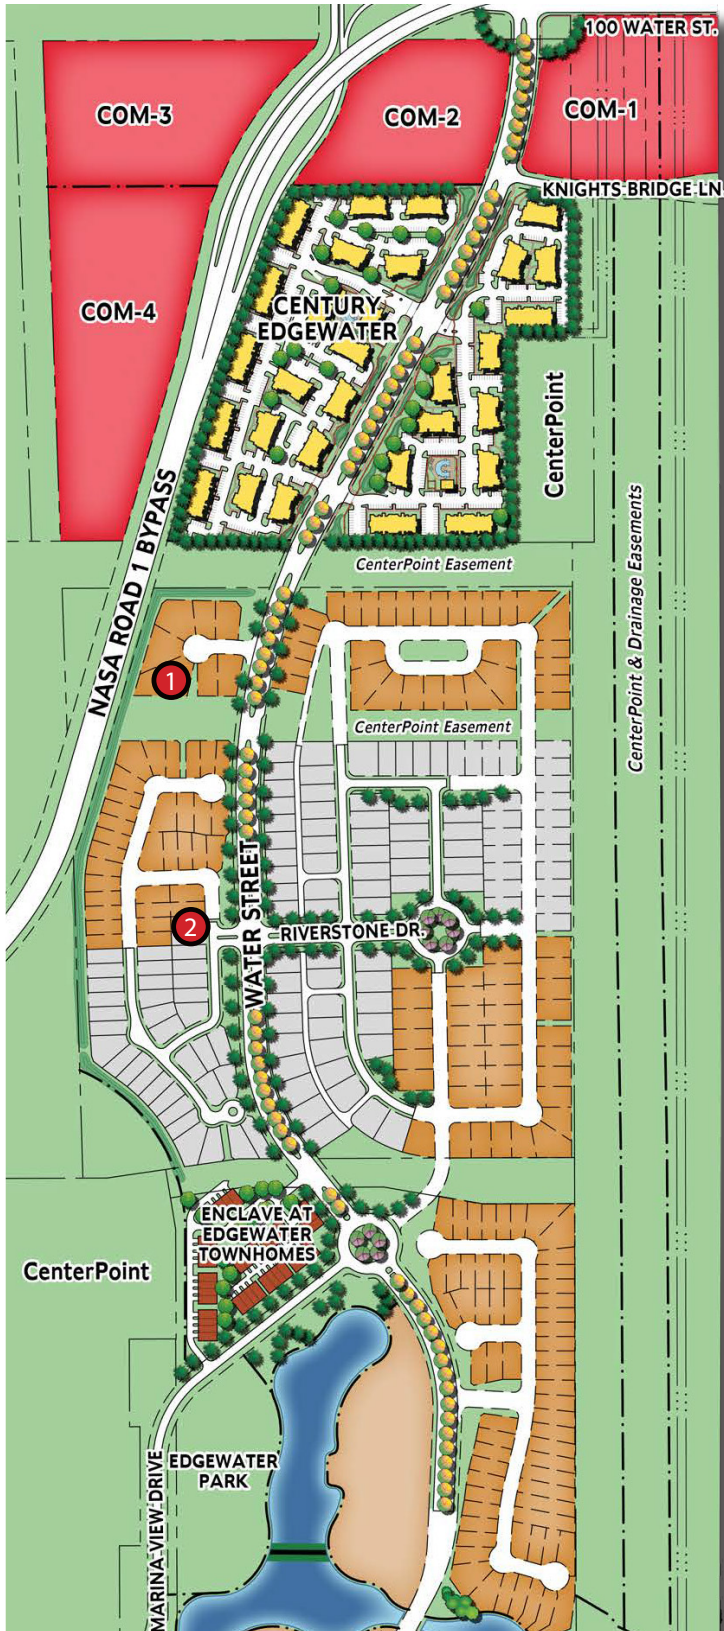 100 WATER ST.
COM-3
COM-2
COM-1
KNIGHTS BRIDGE LN
COM-4
CENTURY
EDGEWATER
CenterPoint
C
NASA ROAD 1 BYPASS
CenterPoint Easement
CenterPoint & Drainage Easements
1
CenterPoint Easement
WATER STREET
2
RIVERSTONE DR.
ENCLAVE AT
EDGEWATER
TOWNHOMES
CenterPoint
EDGEWATER
PARK
MARINA VIEW DRIVE